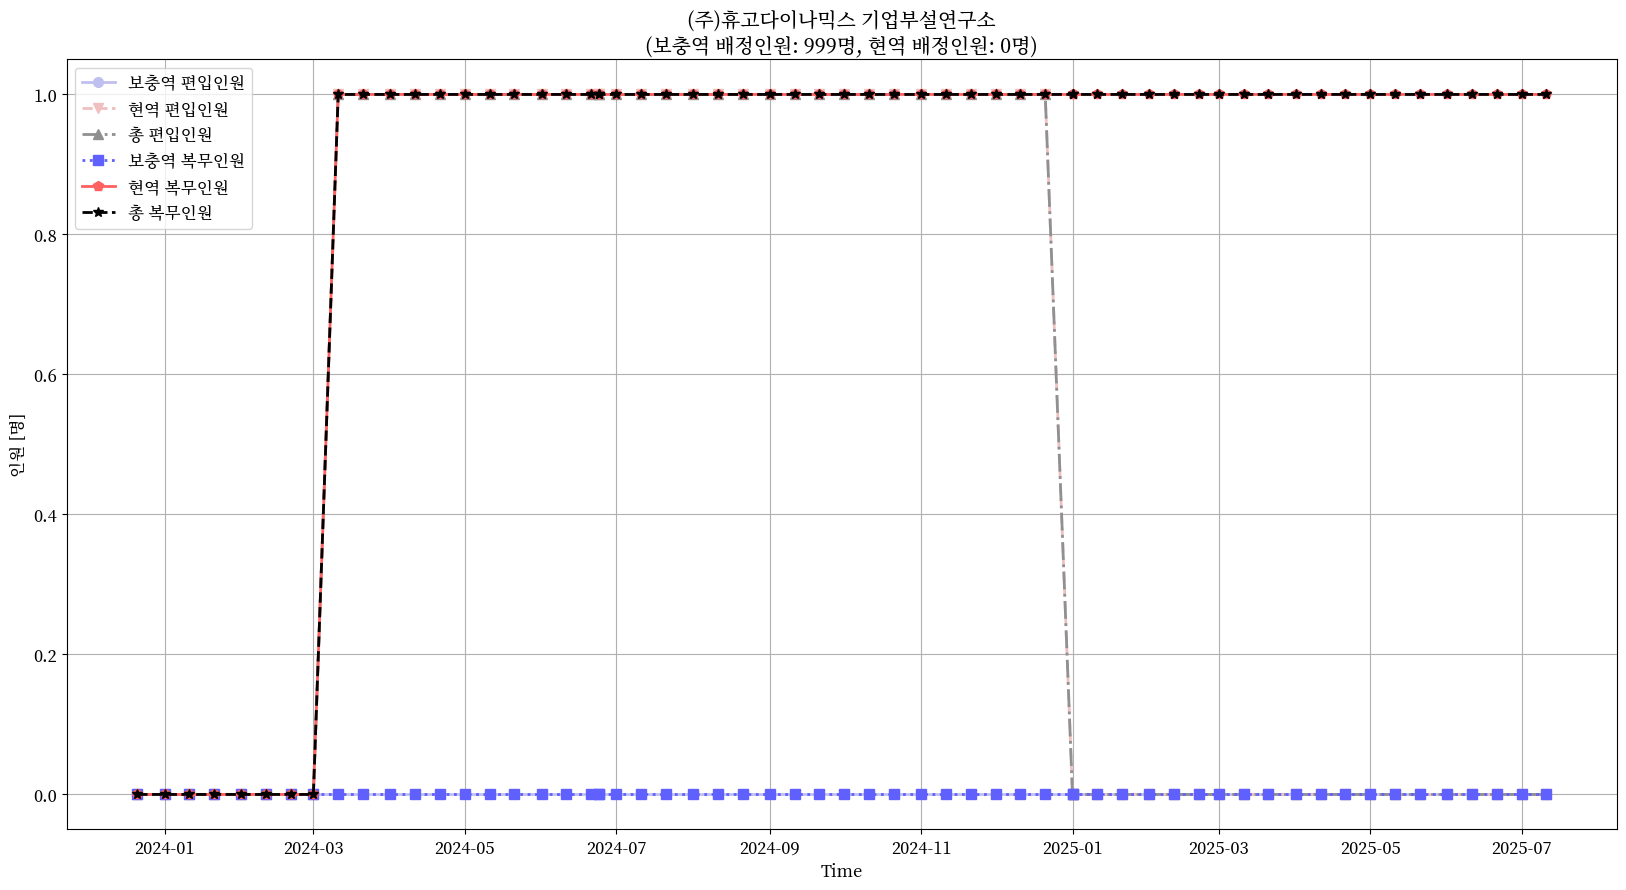 (주)휴고다이나믹스 기업부설연구소
(보충역 배정인원: 999명, 현역 배정인원: 0명)
보충역 편입인원
현역 편입인원
총 편입인원
보충역 복무인원
현역 복무인원
총 복무인원
인원 [명]
1.0
0.8
0.6
0.4
0.2
0.0
2024-01 2024-03 2024-05 2024-07 2024-09 2024-11 2025-01 2025-03 2025-05 2025-07
Time